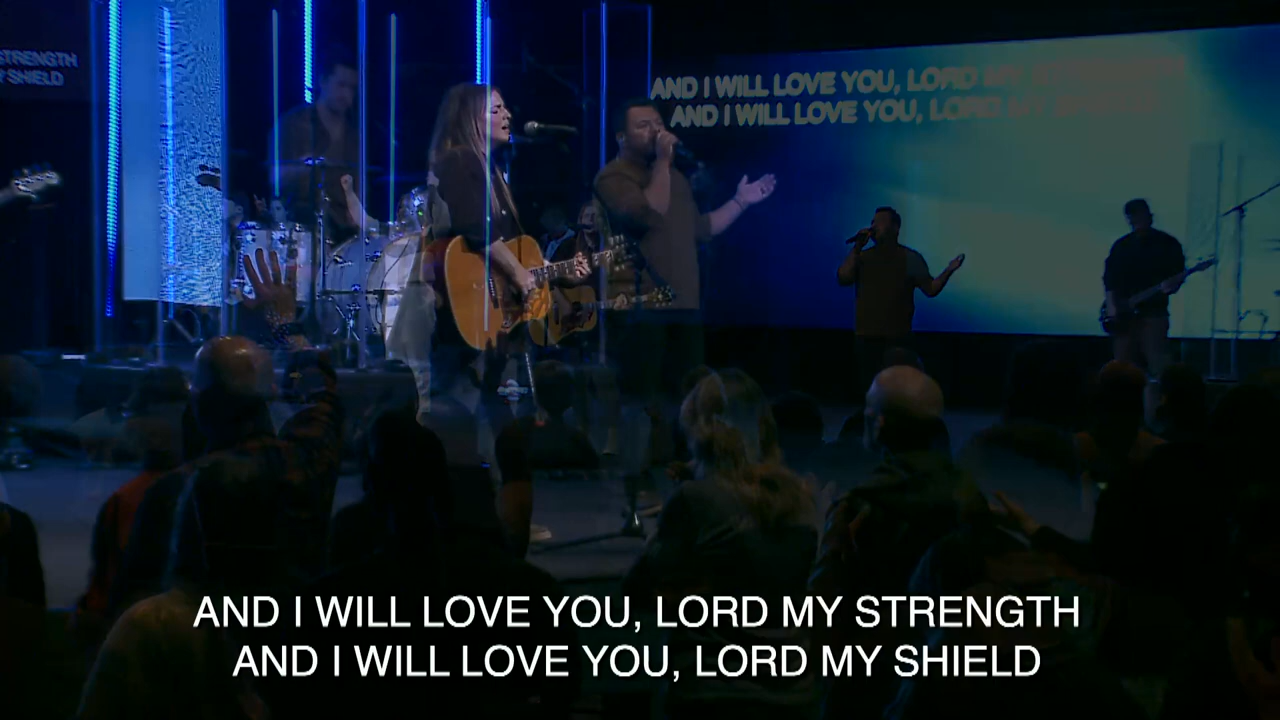 STRENGTH
SHIELD
AND I WILL LOVE YOU, LORD MY STRENGTH
AND I WILL LOVE YOU, LORD MY
AND I WILL LOVE YOU, LORD MY STRENGTH
AND I WILL LOVE YOU, LORD MY SHIELD